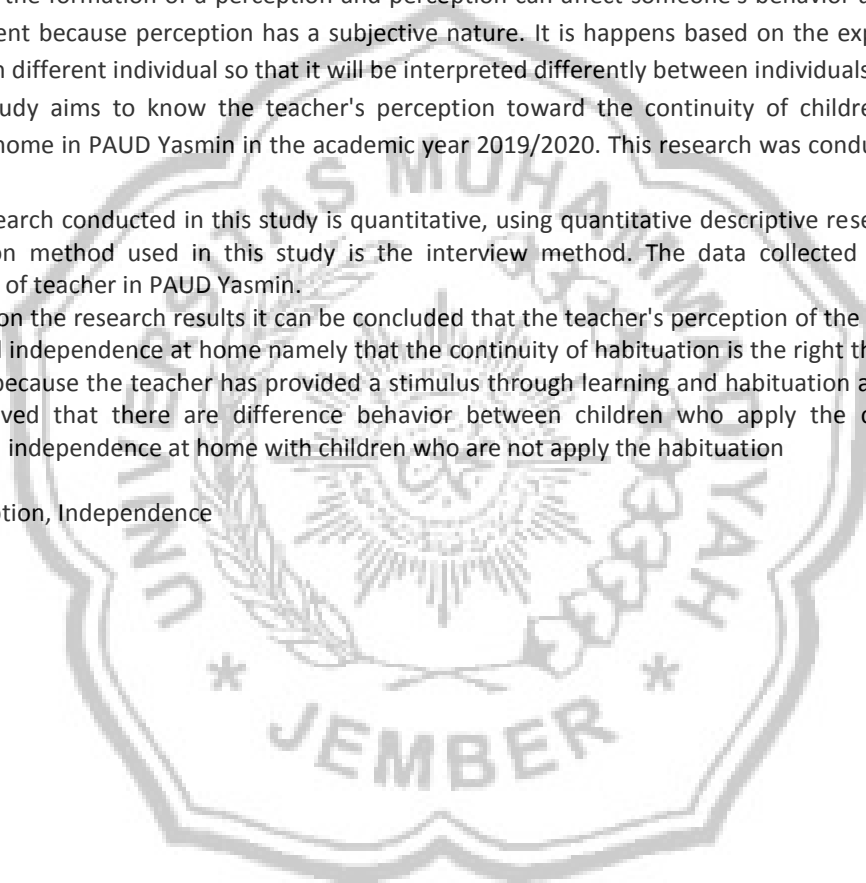 the formation of a perception and perception can affect someone's behavior
ent because perception has a subjective nature. It is happens based on the
n different individual so that it will be interpreted differently between individuals
udy aims to know the teacher's perception toward the continuity of
home in PAUD Yasmin in the academic year 2019/2020. This research was
earch conducted in this study is quantitative, using quantitative descriptive
on method used in this study is the interview method. The data collected
of teacher in PAUD Yasmin.
on the research results it can be concluded that the teacher's perception of the
independence at home namely that the continuity of habituation is the right
because the teacher has provided a stimulus through learning and habituation
ved that there are difference behavior between children who apply the
independence at home with children who are not apply the habituation
tion, Independence
UNIVERSITAS MUHAMMADIYAH
* JEMBER *